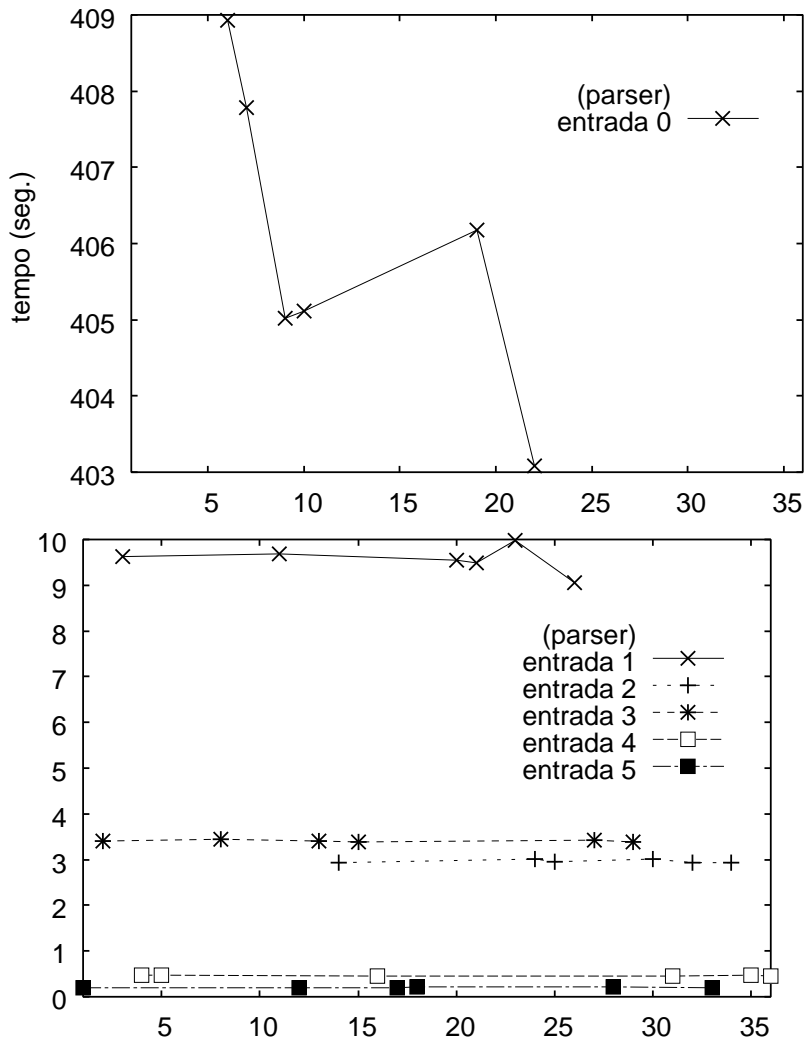 409
408
407
406
405
404
403
tempo (seg.)
(parser)
entrada 0
5 10 15 20 25 30 35
10
9
8
7
6
5
4
3
2
1
0
(parser)
entrada 1
entrada 2
entrada 3
entrada 4
entrada 5
5 10 15 20 25 30 35